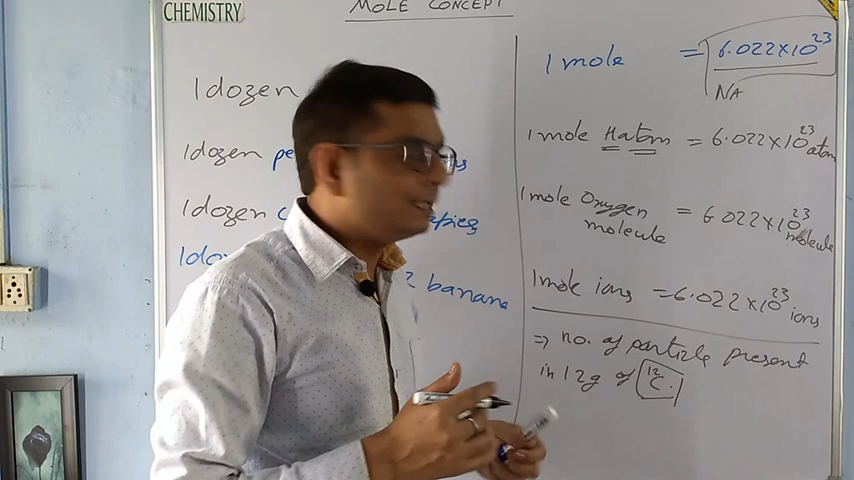 CHEMISTRY
MOLE CONCEPT
1 dozen
1 dozen
1 dozen
2 banana
1 mole = 6.022×10²³
NA
1 mole H atom = 6.022×10²³ atom
1 mole Oxygen molecule = 6.022×10²³ molecule
1 mole ions = 6.022×10²³ ions
⇒ no. of particle present
in 12g of ¹²C.